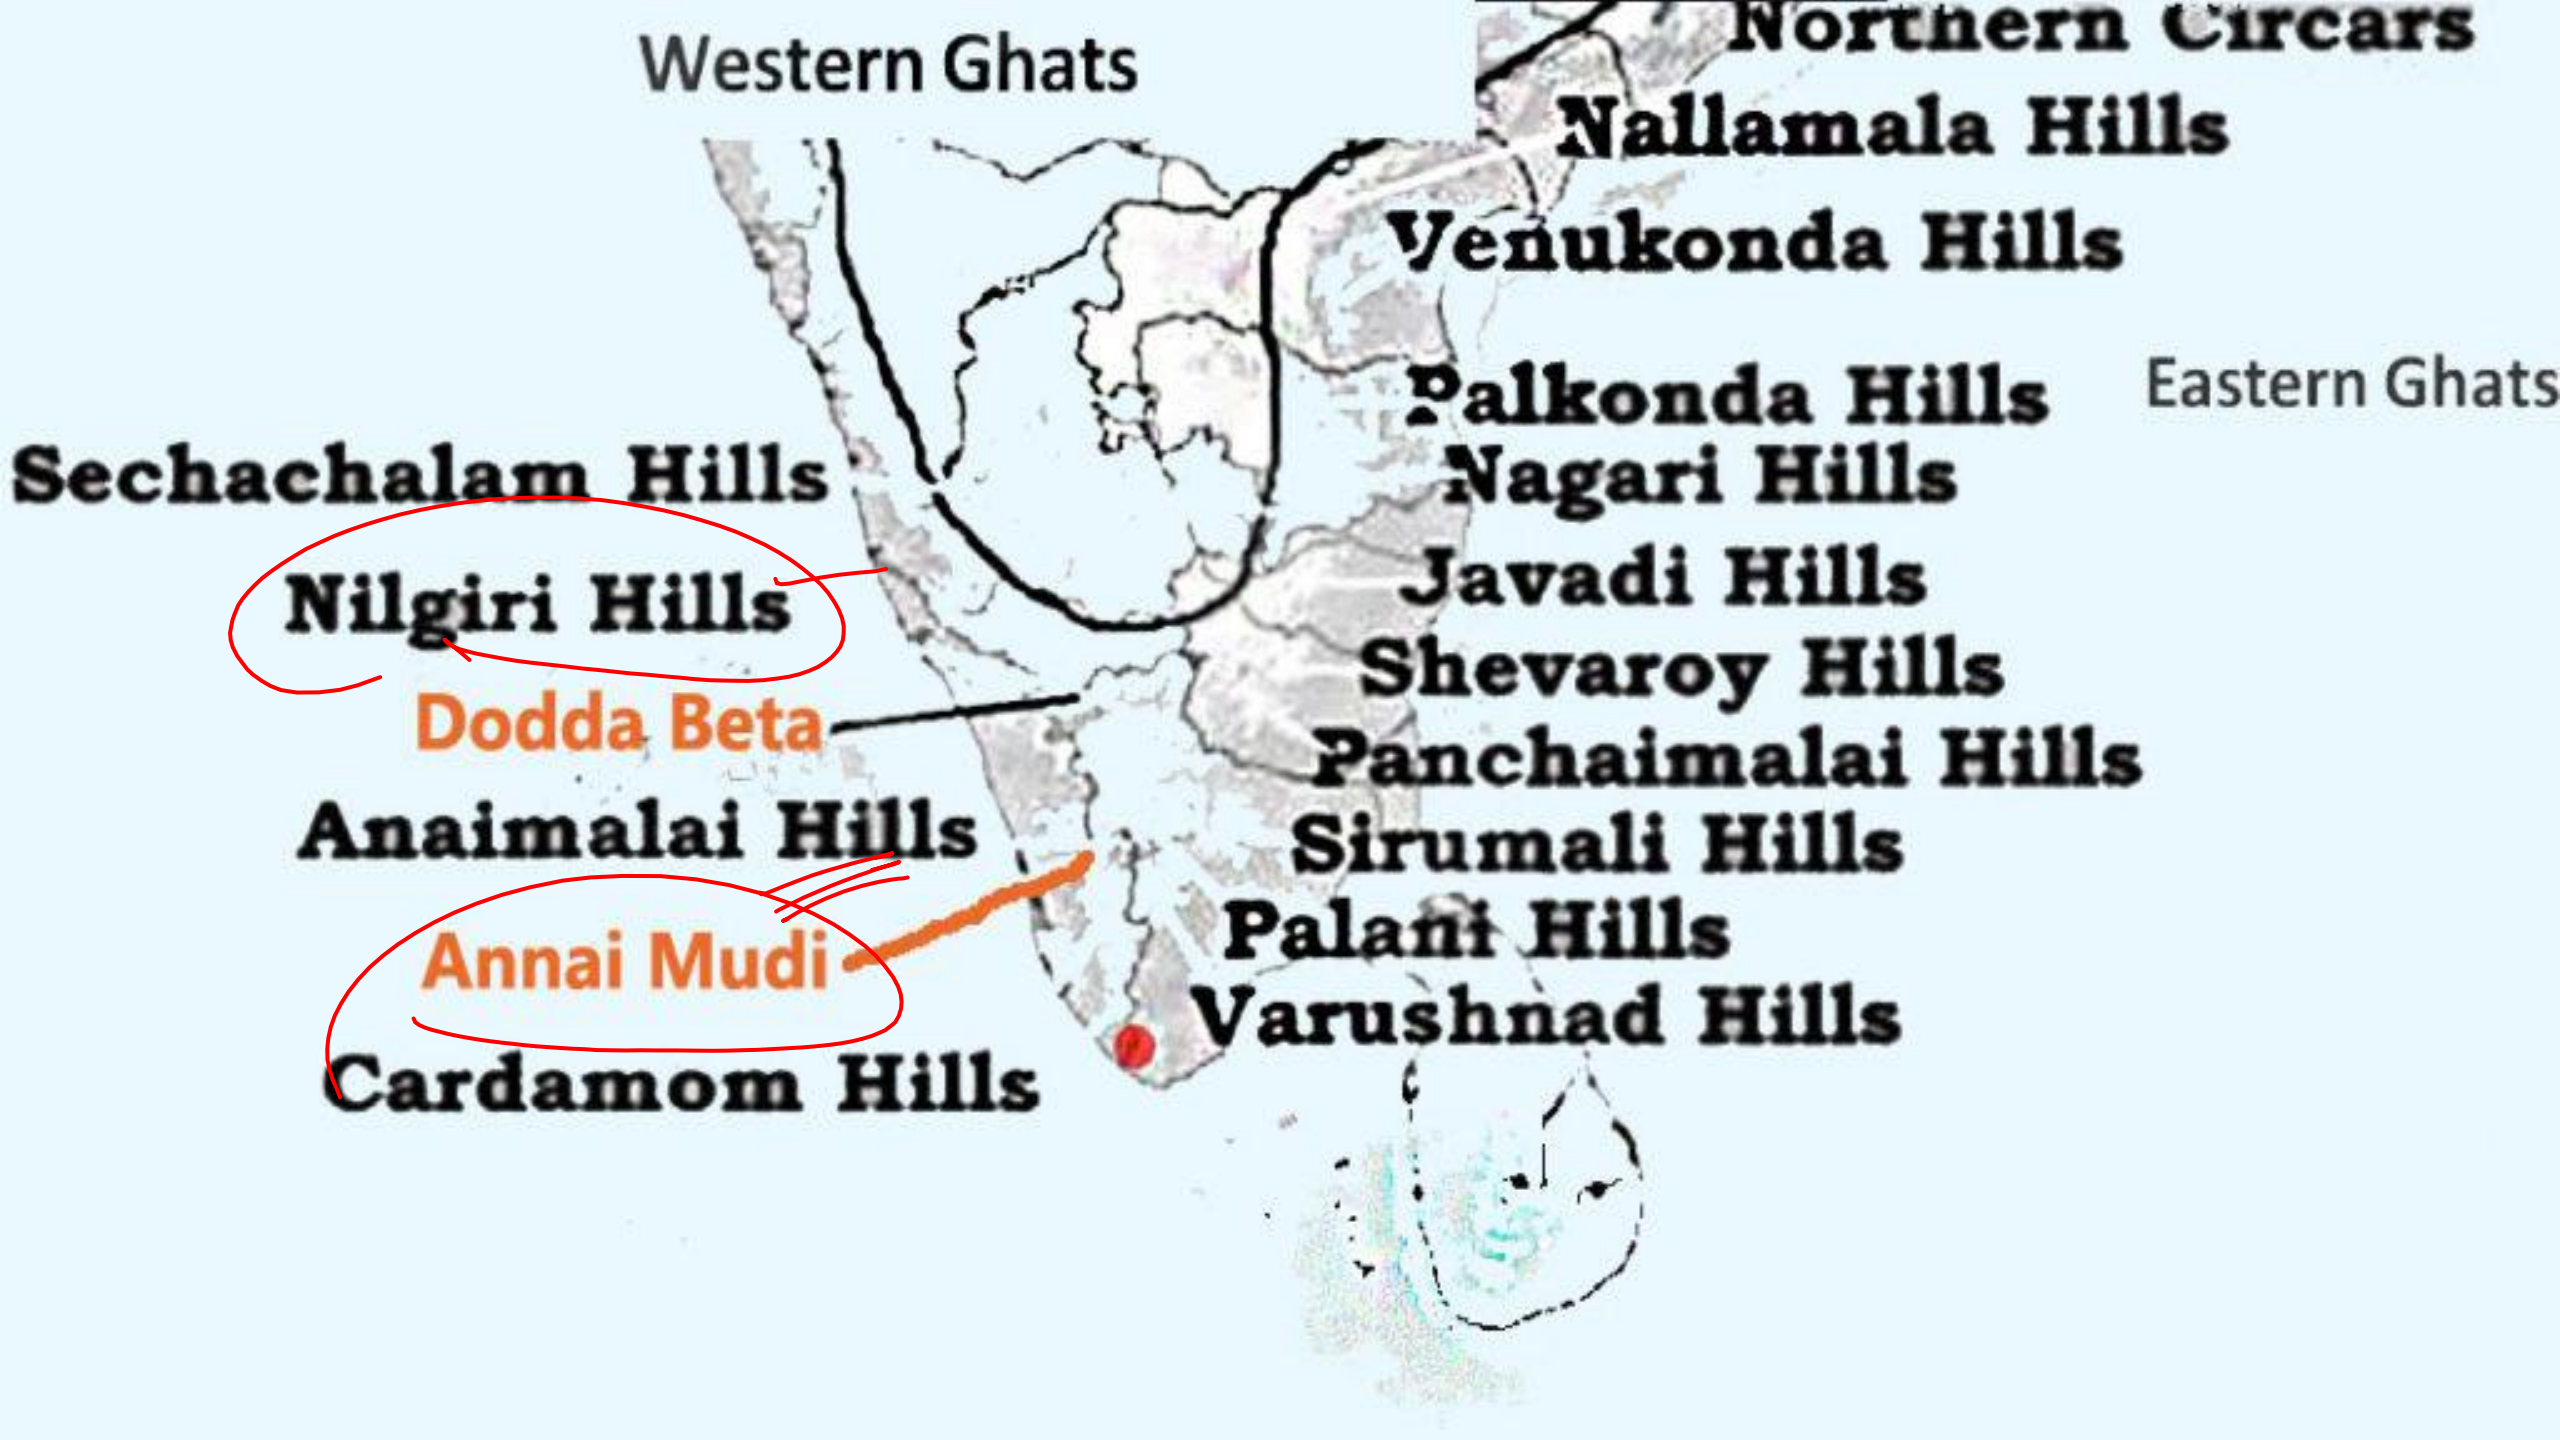 Northern Circars
Western Ghats
Nallamala Hills
Venukonda Hills
Palkonda Hills
Eastern Ghats
Sechachalam Hills
Nagari Hills
Nilgiri Hills
Javadi Hills
Shevaroy Hills
Dodda Beta
Panchaimalai Hills
Anaimalai Hills
Sirumali Hills
Annai Mudi
Palani Hills
Varushnad Hills
Cardamom Hills